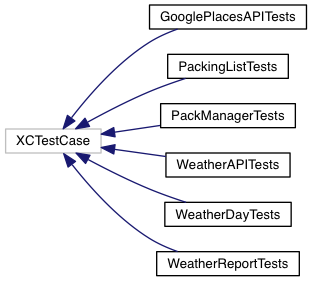 GooglePlacesAPITests
PackingListTests
PackManagerTests
XCTestCase
WeatherAPITests
WeatherDayTests
WeatherReportTests